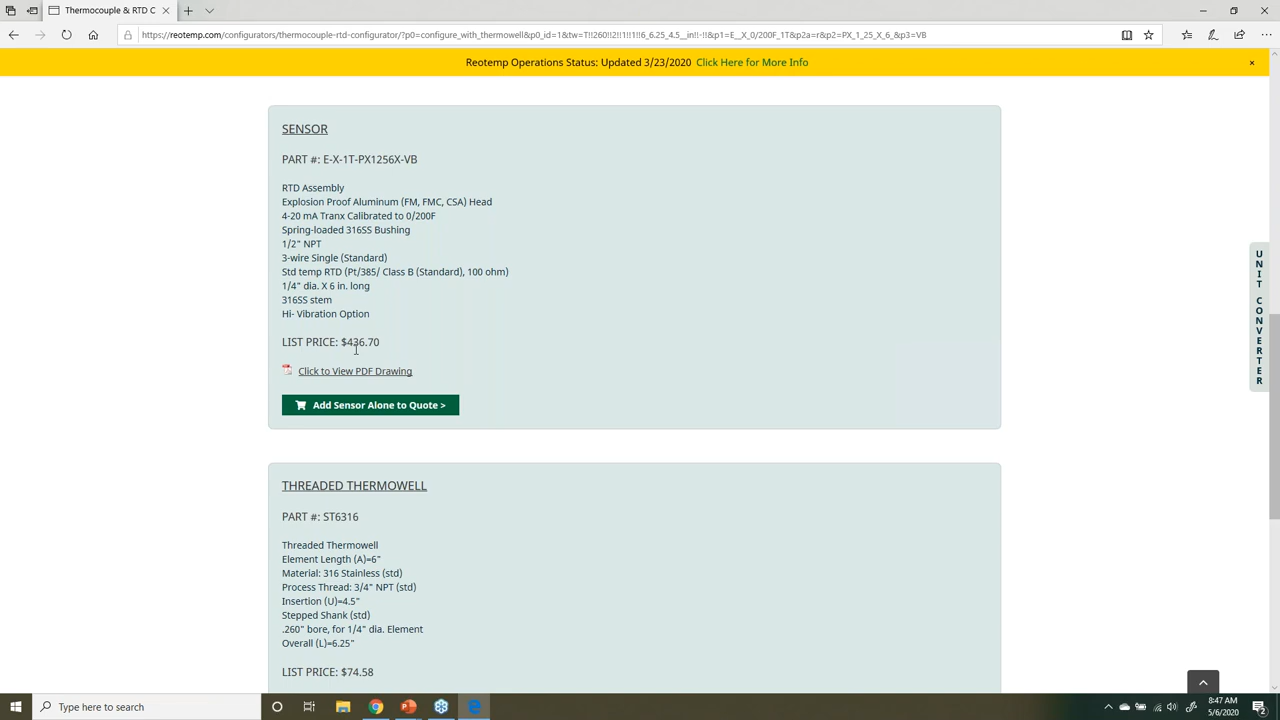 Thermocouple & RTD C
https://reotemp.com/configurators/thermocouple-rtd-configurator/?p0=configure_with_thermowell&p0_id=1&tw=T!!260!!2!!1!!1!!6_6.25_4.5__in!!-!!&p1=E__X_0/200F_1T&p2a=r&p2=PX_1_25_X_6_&p3=VB
Reotemp Operations Status: Updated 3/23/2020 Click Here for More Info ×
SENSOR
PART #: E-X-1T-PX1256X-VB
RTD Assembly
Explosion Proof Aluminum (FM, FMC, CSA) Head
4-20 mA Tranx Calibrated to 0/200F
Spring-loaded 316SS Bushing
1/2" NPT
3-wire Single (Standard)
Std temp RTD (Pt/385/ Class B (Standard), 100 ohm)
1/4" dia. X 6 in. long
316SS stem
Hi- Vibration Option
LIST PRICE: $436.70
Click to View PDF Drawing
Add Sensor Alone to Quote >
UNIT CONVERTER
THREADED THERMOWELL
PART #: ST6316
Threaded Thermowell
Element Length (A)=6"
Material: 316 Stainless (std)
Process Thread: 3/4" NPT (std)
Insertion (U)=4.5"
Stepped Shank (std)
.260" bore, for 1/4" dia. Element
Overall (L)=6.25"
LIST PRICE: $74.58
Type here to search
8:47 AM
5/6/2020
2